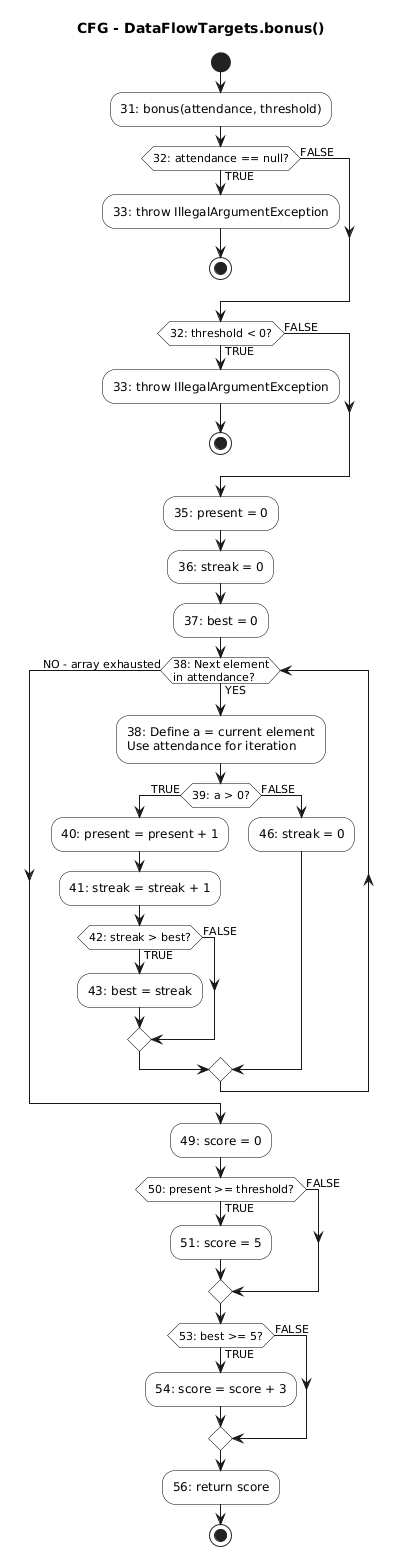 CFG - DataFlowTargets.bonus()
31: bonus(attendance, threshold)
32: attendance == null?
FALSE
TRUE
33: throw IllegalArgumentException
32: threshold < 0?
FALSE
TRUE
33: throw IllegalArgumentException
35: present = 0
36: streak = 0
37: best = 0
NO - array exhausted
38: Next element
in attendance?
YES
38: Define a = current element
Use attendance for iteration
TRUE
39: a > 0?
FALSE
40: present = present + 1
46: streak = 0
41: streak = streak + 1
42: streak > best?
FALSE
TRUE
43: best = streak
49: score = 0
50: present >= threshold?
FALSE
TRUE
51: score = 5
53: best >= 5?
FALSE
TRUE
54: score = score + 3
56: return score